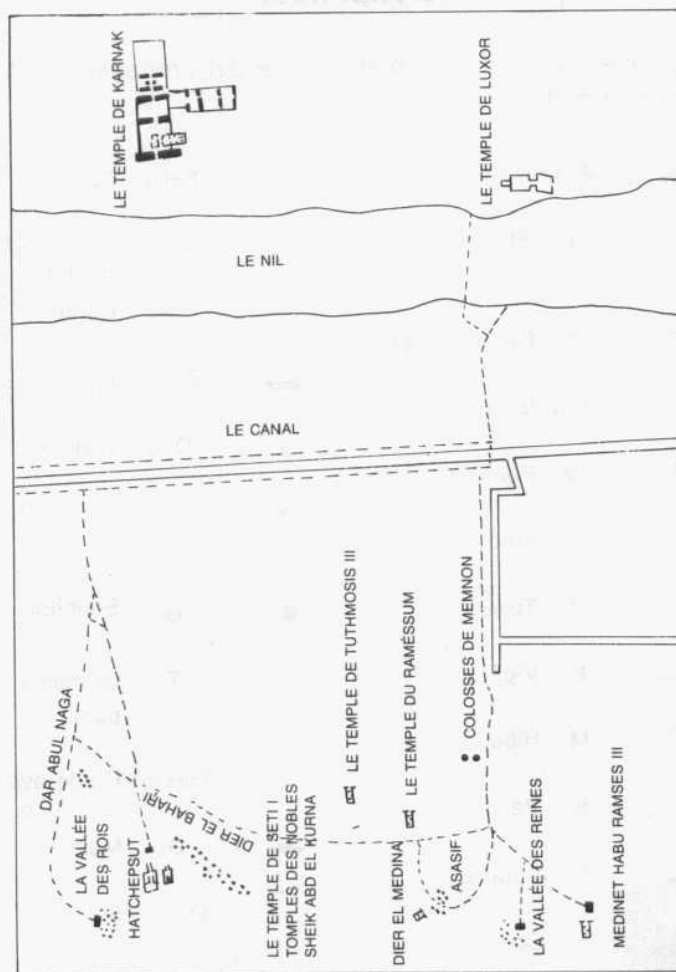 LE TEMPLE DE KARNAK
LE TEMPLE DE LUXOR
LE NIL
LE CANAL
DAR ABUL NAGA
LA VALLÉE
DES ROIS
HATCHEPSUT
DIER EL BAHARI
LE TEMPLE DE SETI I
TOMPLES DES NOBLES
SHEIK ABD EL KURNA
LE TEMPLE DE TUTHMOSIS III
LE TEMPLE DU RAMÉSSUM
COLOSSES DE MEMNON
DIER EL MEDINA
ASASIF
LA VALLÉE DES REINES
MEDINET HABU RAMSES III